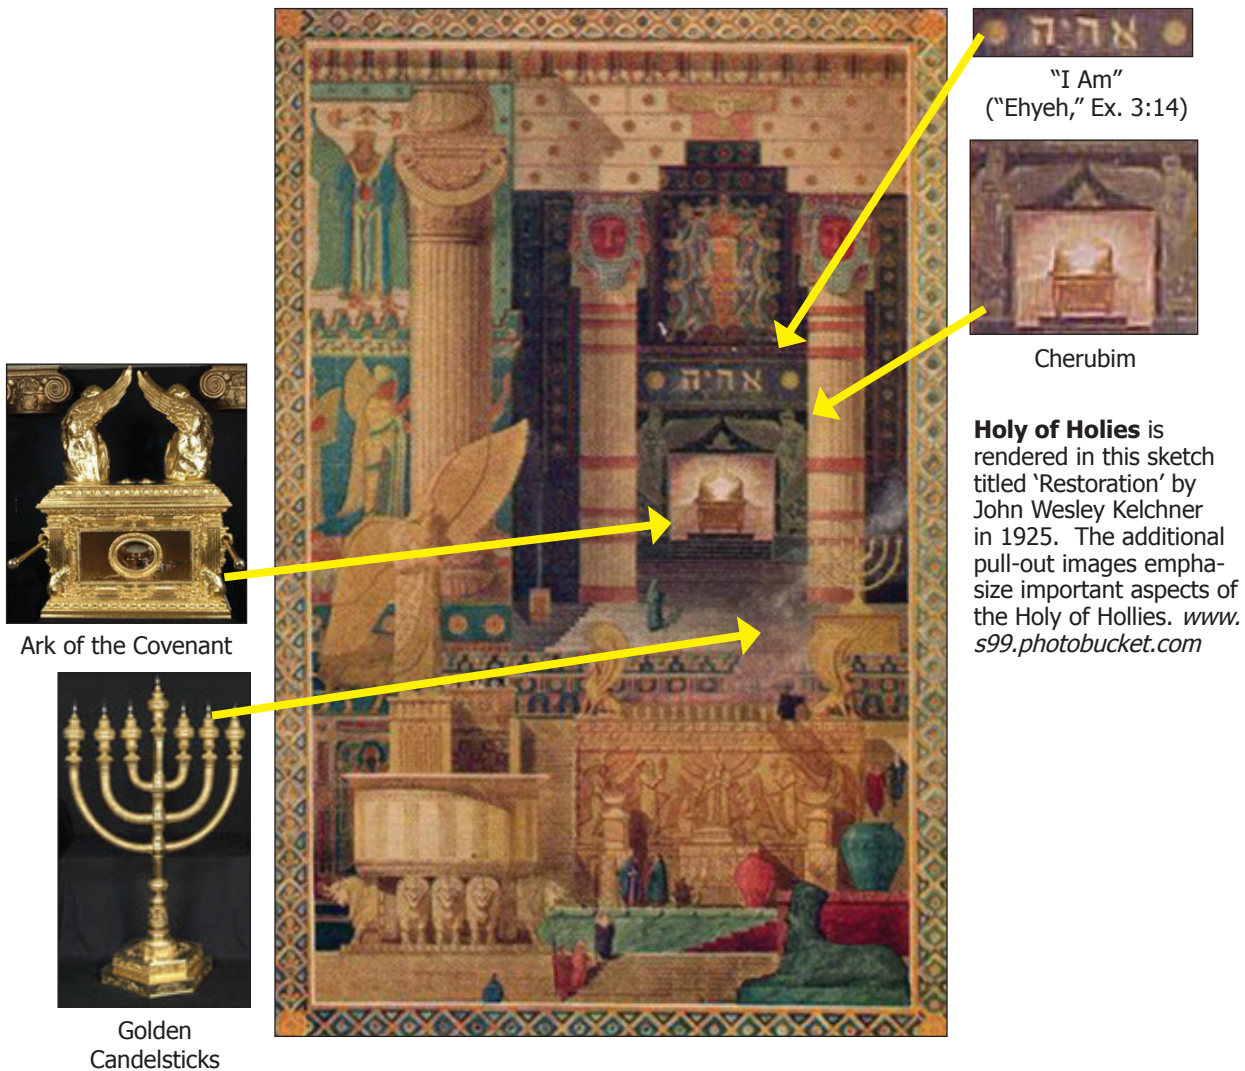 אהיה
“I Am”
(“Ehyeh,” Ex. 3:14)
Cherubim
אהיה
Holy of Holies is
rendered in this sketch
titled ‘Restoration’ by
John Wesley Kelchner
in 1925. The additional
pull-out images empha-
size important aspects of
the Holy of Hollies. www.
s99.photobucket.com
Ark of the Covenant
Golden
Candelsticks